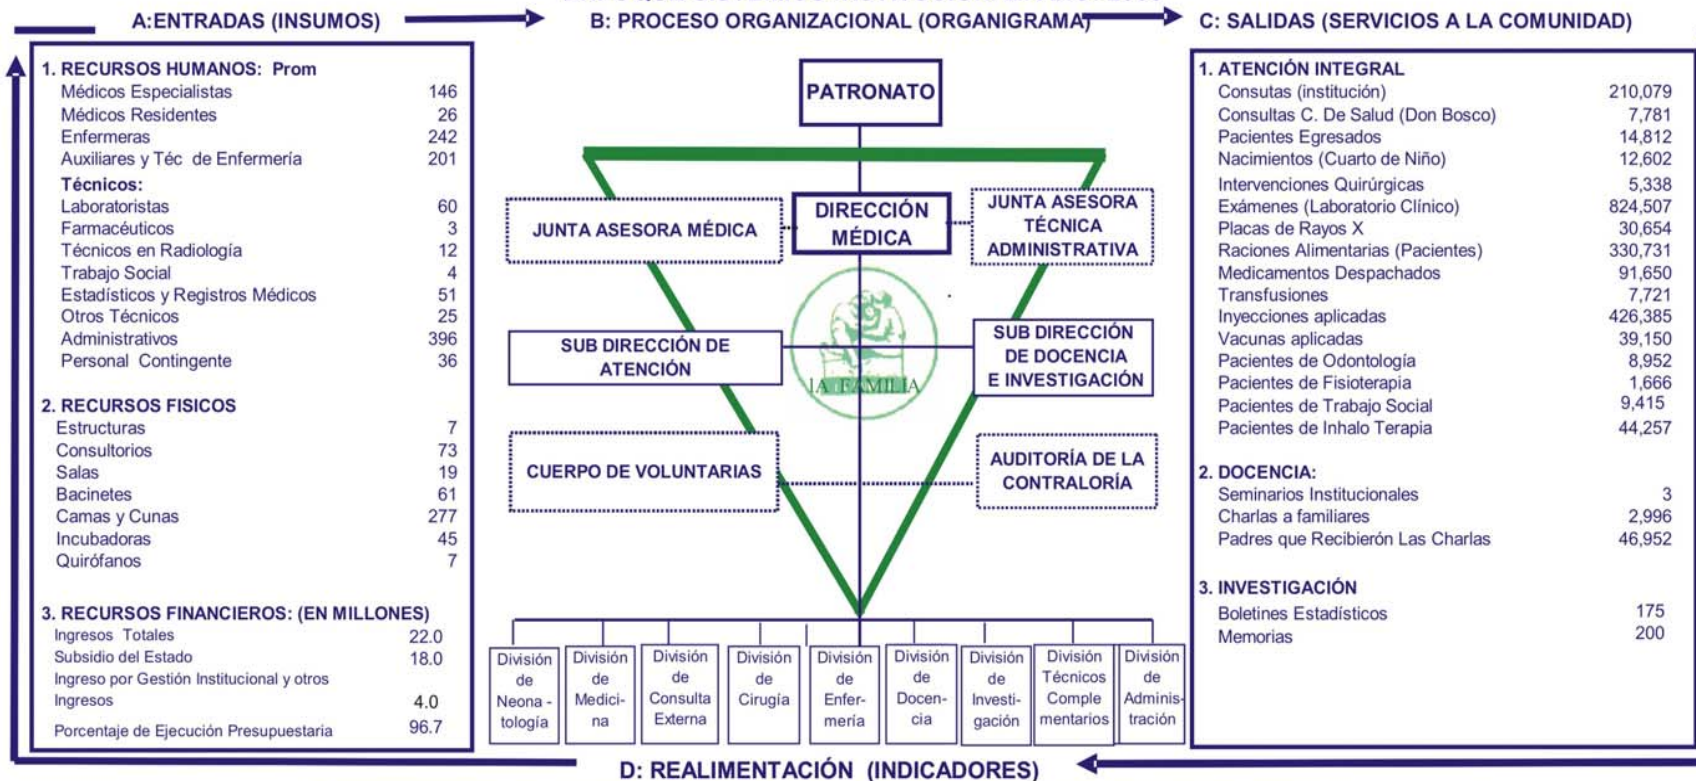 A:ENTRADAS (INSUMOS)
B: PROCESO ORGANIZACIONAL (ORGANIGRAMA)
C: SALIDAS (SERVICIOS A LA COMUNIDAD)
1. RECURSOS HUMANOS: Prom
Médicos Especialistas 146
Médicos Residentes 26
Enfermeras 242
Auxiliares y Téc de Enfermería 201
Técnicos:
Laboratoristas 60
Farmacéuticos 3
Técnicos en Radiología 12
Trabajo Social 4
Estadísticos y Registros Médicos 51
Otros Técnicos 25
Administrativos 396
Personal Contingente 36
2. RECURSOS FISICOS
Estructuras 7
Consultorios 73
Salas 19
Bacinetes 61
Camas y Cunas 277
Incubadoras 45
Quirófanos 7
3. RECURSOS FINANCIEROS: (EN MILLONES)
Ingresos Totales 22.0
Subsidio del Estado 18.0
Ingreso por Gestión Institucional y otros
Ingresos 4.0
Porcentaje de Ejecución Presupuestaria 96.7
PATRONATO
JUNTA ASESORA MÉDICA
DIRECCIÓN
MÉDICA
JUNTA ASESORA
TÉCNICA
ADMINISTRATIVA
SUB DIRECCIÓN DE
ATENCIÓN
LA FAMILIA
SUB DIRECCIÓN
DE DOCENCIA
E INVESTIGACIÓN
CUERPO DE VOLUNTARIAS
AUDITORÍA DE LA
CONTRALORÍA
División
de
Neona -
tología
División
de
Medici-
na
División
de
Consulta
Externa
División
de
Cirugía
División
de
Enfer-
mería
División
de
Docen-
cia
División
de
Investi-
gación
División
Técnicos
Comple
mentarios
División
de
Adminis-
tración
1. ATENCIÓN INTEGRAL
Consutas (institución) 210,079
Consultas C. De Salud (Don Bosco) 7,781
Pacientes Egresados 14,812
Nacimientos (Cuarto de Niño) 12,602
Intervenciones Quirúrgicas 5,338
Exámenes (Laboratorio Clínico) 824,507
Placas de Rayos X 30,654
Raciones Alimentarias (Pacientes) 330,731
Medicamentos Despachados 91,650
Transfusiones 7,721
Inyecciones aplicadas 426,385
Vacunas aplicadas 39,150
Pacientes de Odontología 8,952
Pacientes de Fisioterapia 1,666
Pacientes de Trabajo Social 9,415
Pacientes de Inhalo Terapia 44,257
2. DOCENCIA:
Seminarios Institucionales 3
Charlas a familiares 2,996
Padres que Recibierón Las Charlas 46,952
3. INVESTIGACIÓN
Boletines Estadísticos 175
Memorias 200
D: REALIMENTACIÓN (INDICADORES)